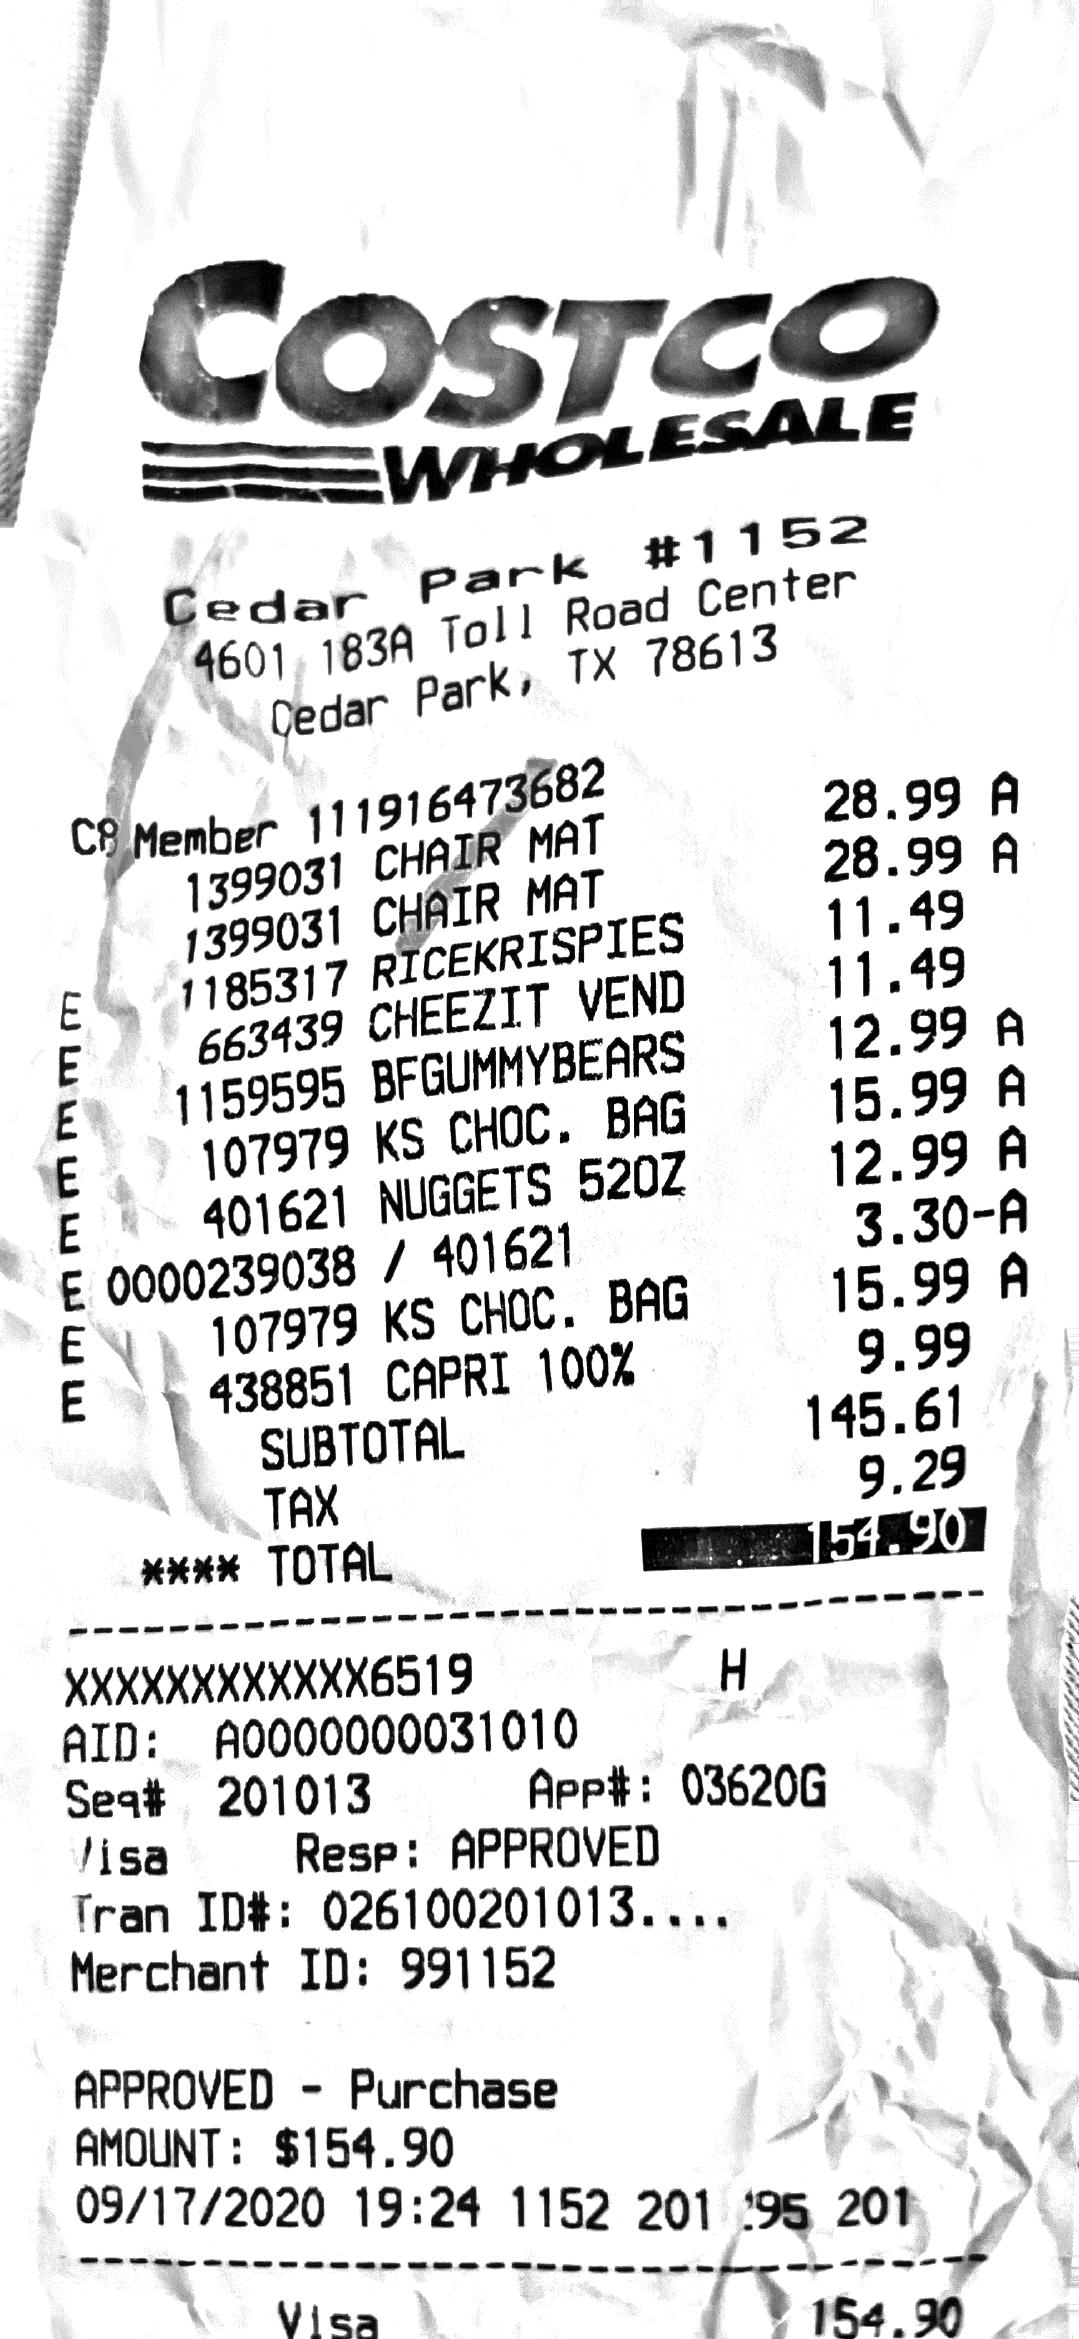 COSTCO
WHOLESALE
Cedar Park #1152
4601 183A Toll Road Center
Cedar Park, TX 78613
Member 111916473682
1399031 CHAIR MAT 28.99 A
1399031 CHAIR MAT 28.99 A
E 1185317 RICEKRISPIES 11.49
E 663439 CHEEZIT VEND 11.49
E 1159595 BFGUMMYBEARS 12.99 A
E 107979 KS CHOC. BAG 15.99 A
E 401621 NUGGETS 52OZ 12.99 A
E 0000239038 / 401621 3.30-A
E 107979 KS CHOC. BAG 15.99 A
E 438851 CAPRI 100% 9.99
SUBTOTAL 145.61
TAX 9.29
**** TOTAL 154.90
XXXXXXXXXXXX6519 H
AID: A0000000031010
Seq# 201013 App#: 03620G
Visa Resp: APPROVED
Tran ID#: 026100201013....
Merchant ID: 991152
APPROVED - Purchase
AMOUNT: $154.90
09/17/2020 19:24 1152 201 201
Visa 154.90